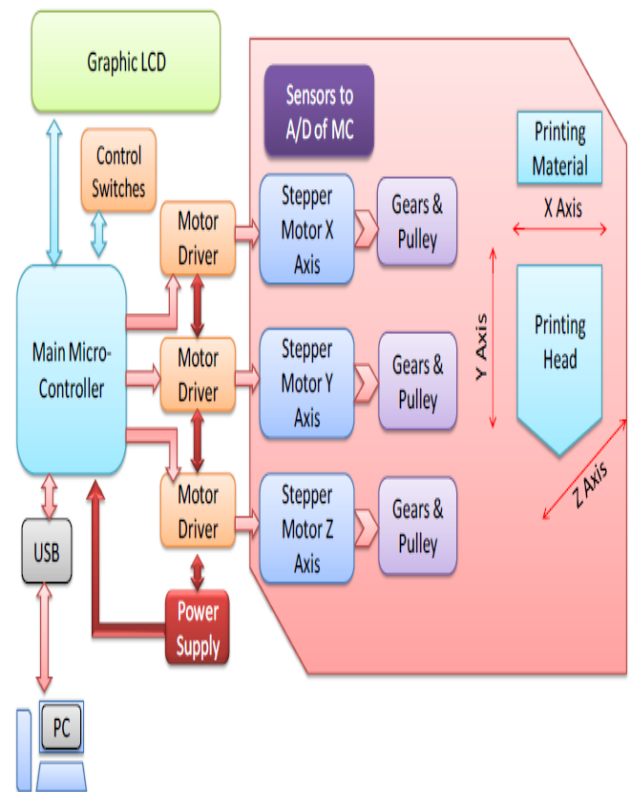 Graphic LCD
Control
Switches
Main Micro-
Controller
USB
PC
Motor
Driver
Motor
Driver
Motor
Driver
Power
Supply
Sensors to
A/D of MC
Stepper
Motor X
Axis
Gears &
Pulley
Stepper
Motor Y
Axis
Gears &
Pulley
Stepper
Motor Z
Axis
Gears &
Pulley
Printing
Material
X Axis
Y Axis
Printing
Head
Z Axis